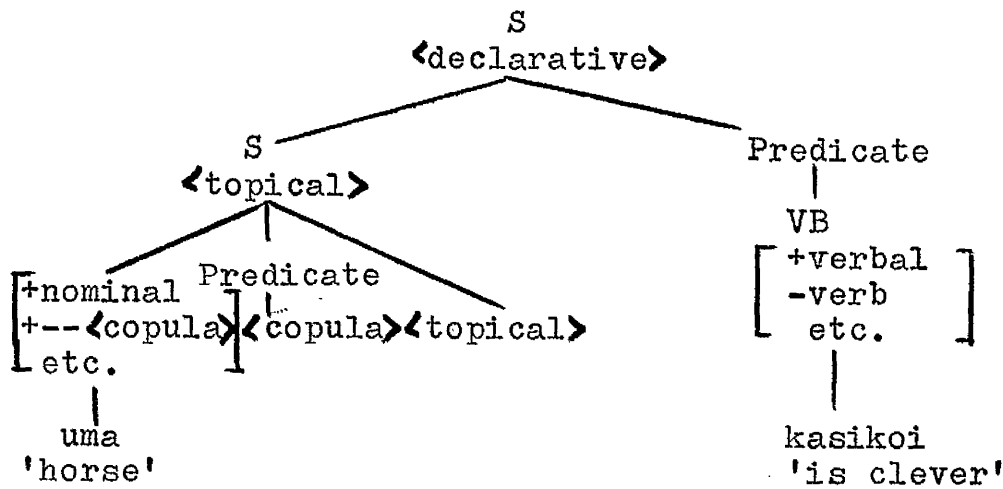 S
<declarative>
S
<topical>
Predicate
VB
+nominal
+--<copula>
etc.
Predicate
<copula>
<topical>
+verbal
-verb
etc.
uma
'horse'
kasikoi
'is clever'